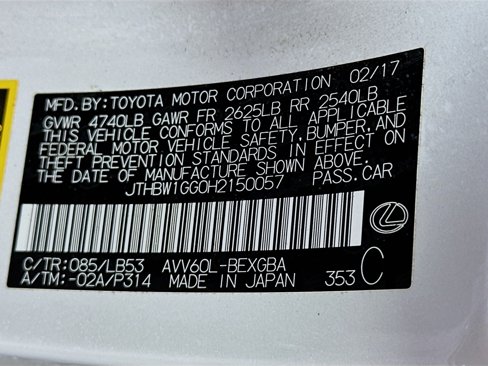 MFD.BY:TOYOTA MOTOR CORPORATION 02/17
GVWR 4740LB GAWR FR 2625LB RR 2540LB
THIS VEHICLE CONFORMS TO ALL APPLICABLE
FEDERAL MOTOR VEHICLE SAFETY,BUMPER,AND
THEFT PREVENTION STANDARDS IN EFFECT ON
THE DATE OF MANUFACTURE SHOWN ABOVE.
JTHBW1GG0H2150057 PASS.CAR
C/TR:085/LB53 AVV60L-BEXGBA
A/TM:-02A/P314 MADE IN JAPAN 353 C